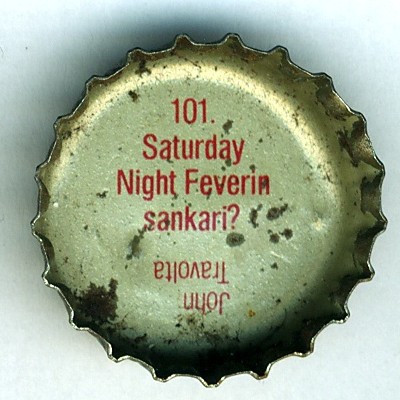 101.
Saturday
Night Feverin
sankari?
John
Travolta